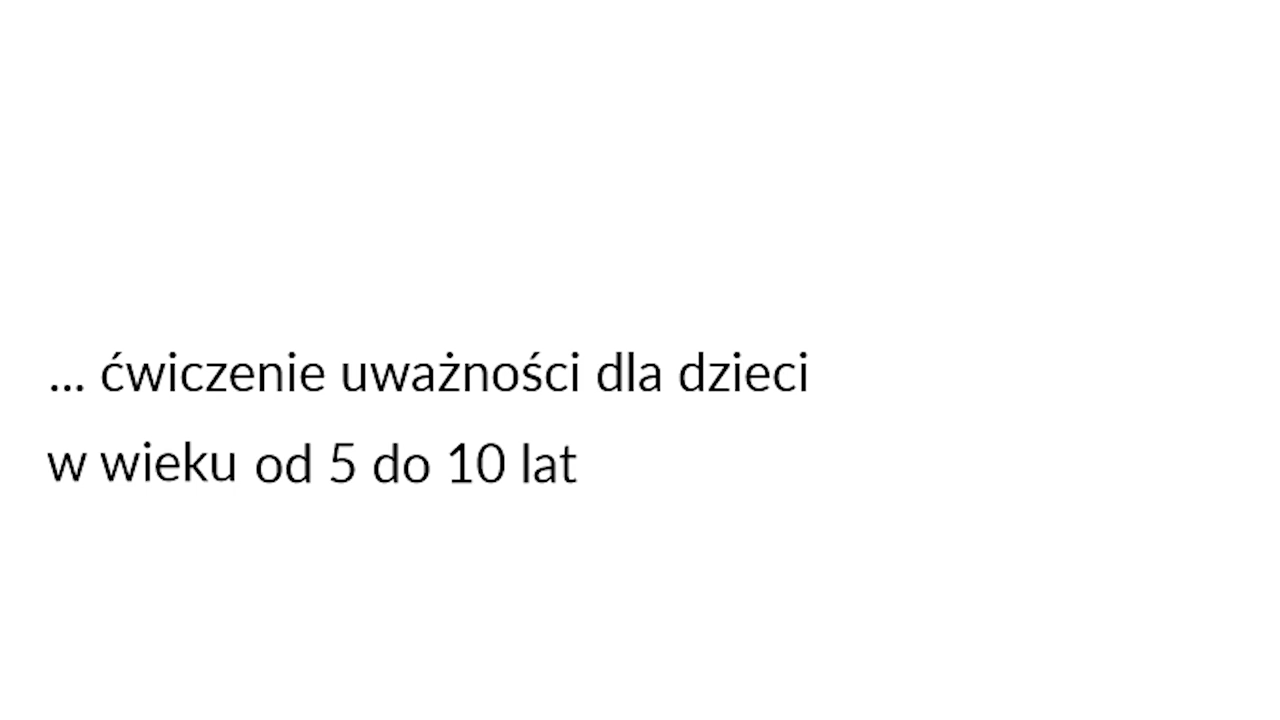 ... ćwiczenie uważności dla dzieci
w wieku od 5 do 10 lat